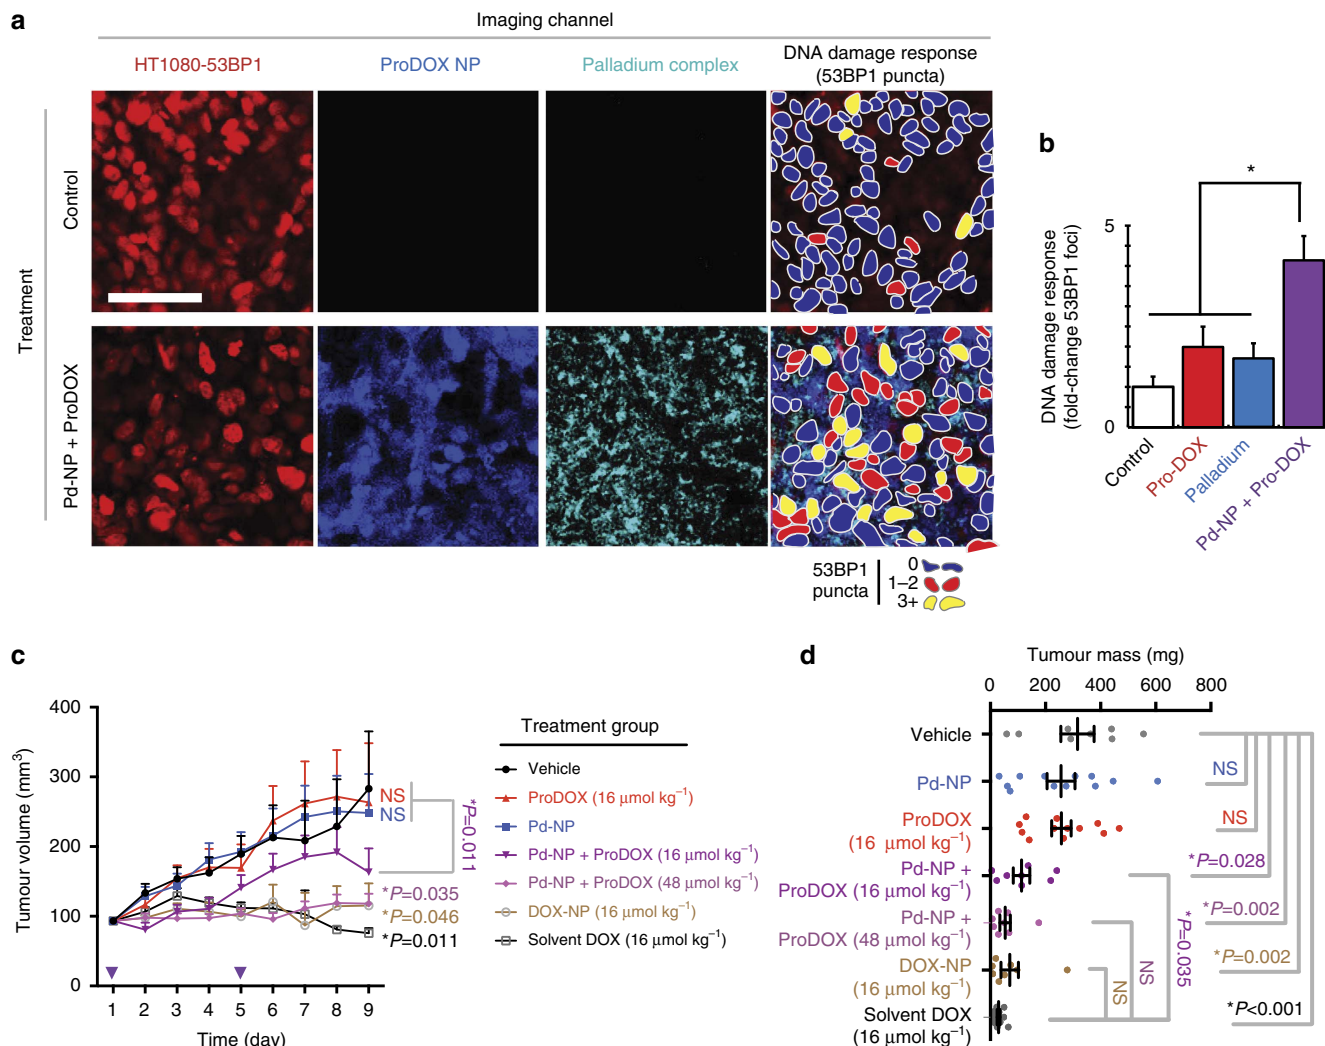 a
Imaging channel
HT1080-53BP1
ProDOX NP
Palladium complex
DNA damage response
(53BP1 puncta)
Treatment
Control
Pd-NP + ProDOX
53BP1
puncta
0
1–2
3+
b
*
5
0
DNA damage response
(fold-change 53BP1 foci)
Control
Pro-DOX
Palladium
Pd-NP + Pro-DOX
c
Tumour volume (mm³)
400
300
200
100
0
1 2 3 4 5 6 7 8 9
Time (day)
NS
NS
*P=0.011
*P=0.035
*P=0.046
*P=0.011
Treatment group
Vehicle
ProDOX (16 μmol kg⁻¹)
Pd-NP
Pd-NP + ProDOX (16 μmol kg⁻¹)
Pd-NP + ProDOX (48 μmol kg⁻¹)
DOX-NP (16 μmol kg⁻¹)
Solvent DOX (16 μmol kg⁻¹)
d
Tumour mass (mg)
0 200 400 600 800
Vehicle
Pd-NP
ProDOX
(16 μmol kg⁻¹)
Pd-NP +
ProDOX (16 μmol kg⁻¹)
Pd-NP +
ProDOX (48 μmol kg⁻¹)
DOX-NP
(16 μmol kg⁻¹)
Solvent DOX
(16 μmol kg⁻¹)
NS
NS
*P=0.028
*P=0.002
*P=0.002
*P<0.001
NS
NS
*P=0.035